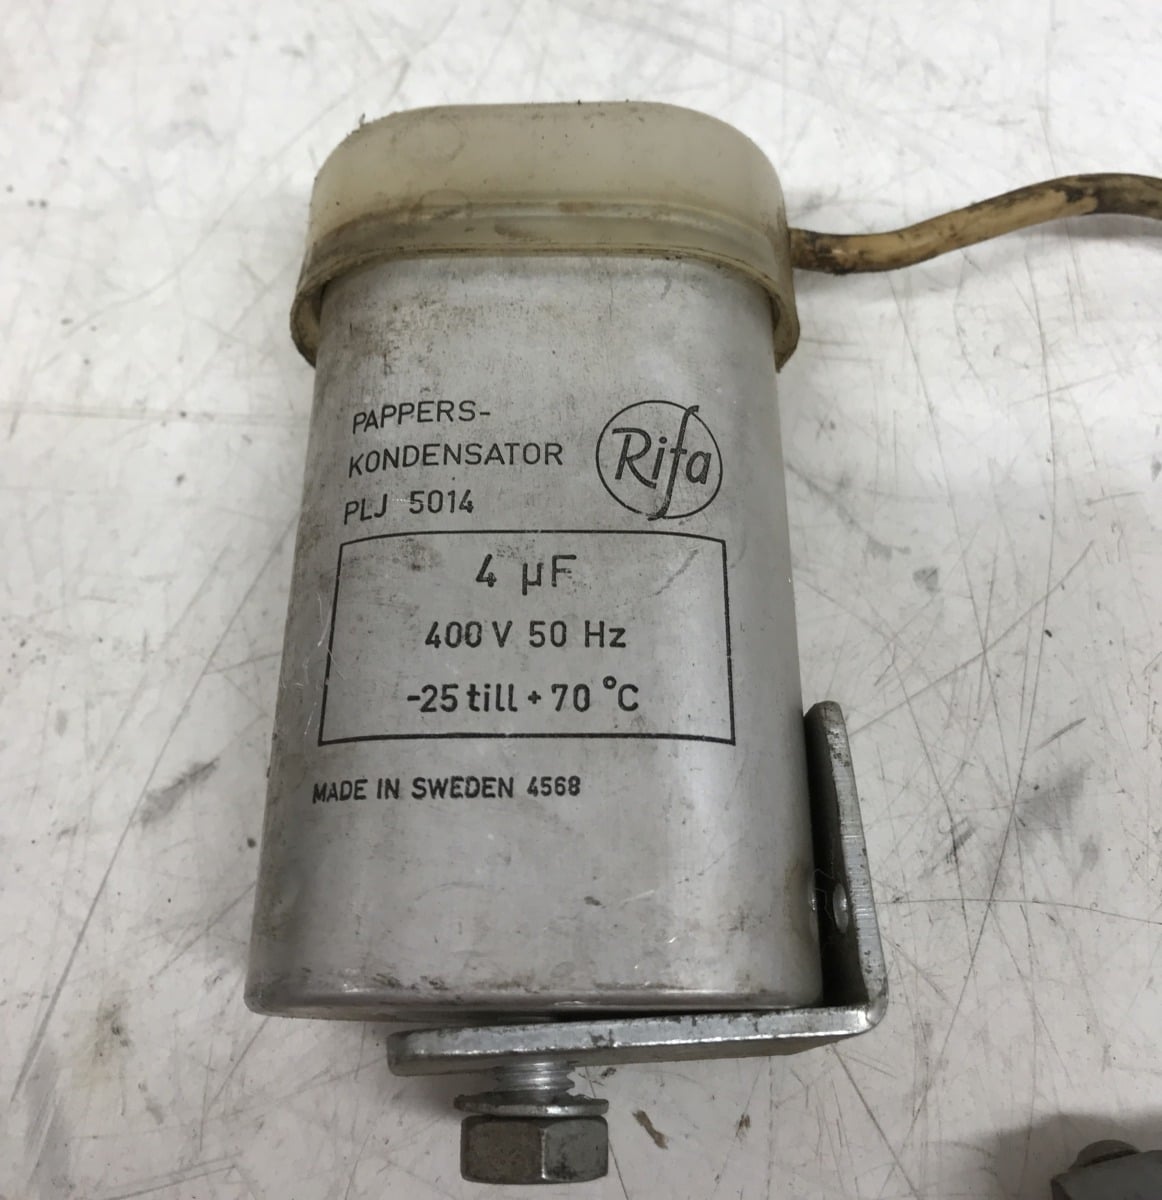 PAPPERS-
KONDENSATOR
PLJ 5014
Rifa
4 µF
400 V 50 Hz
-25 till + 70 °C
MADE IN SWEDEN 4568